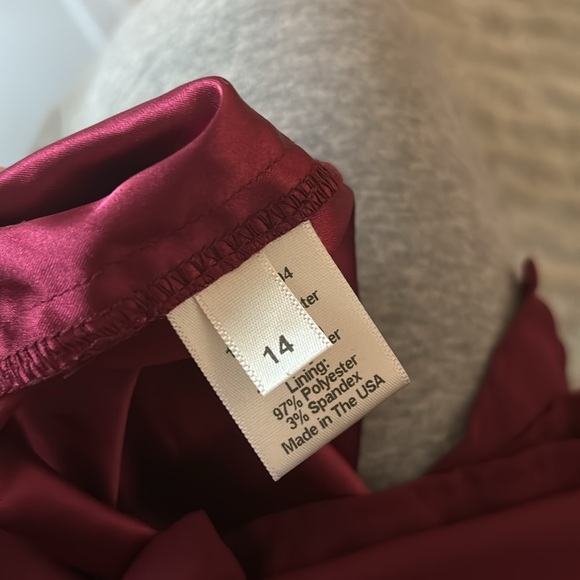 14
Lining:
97% Polyester
3% Spandex
Made in The USA